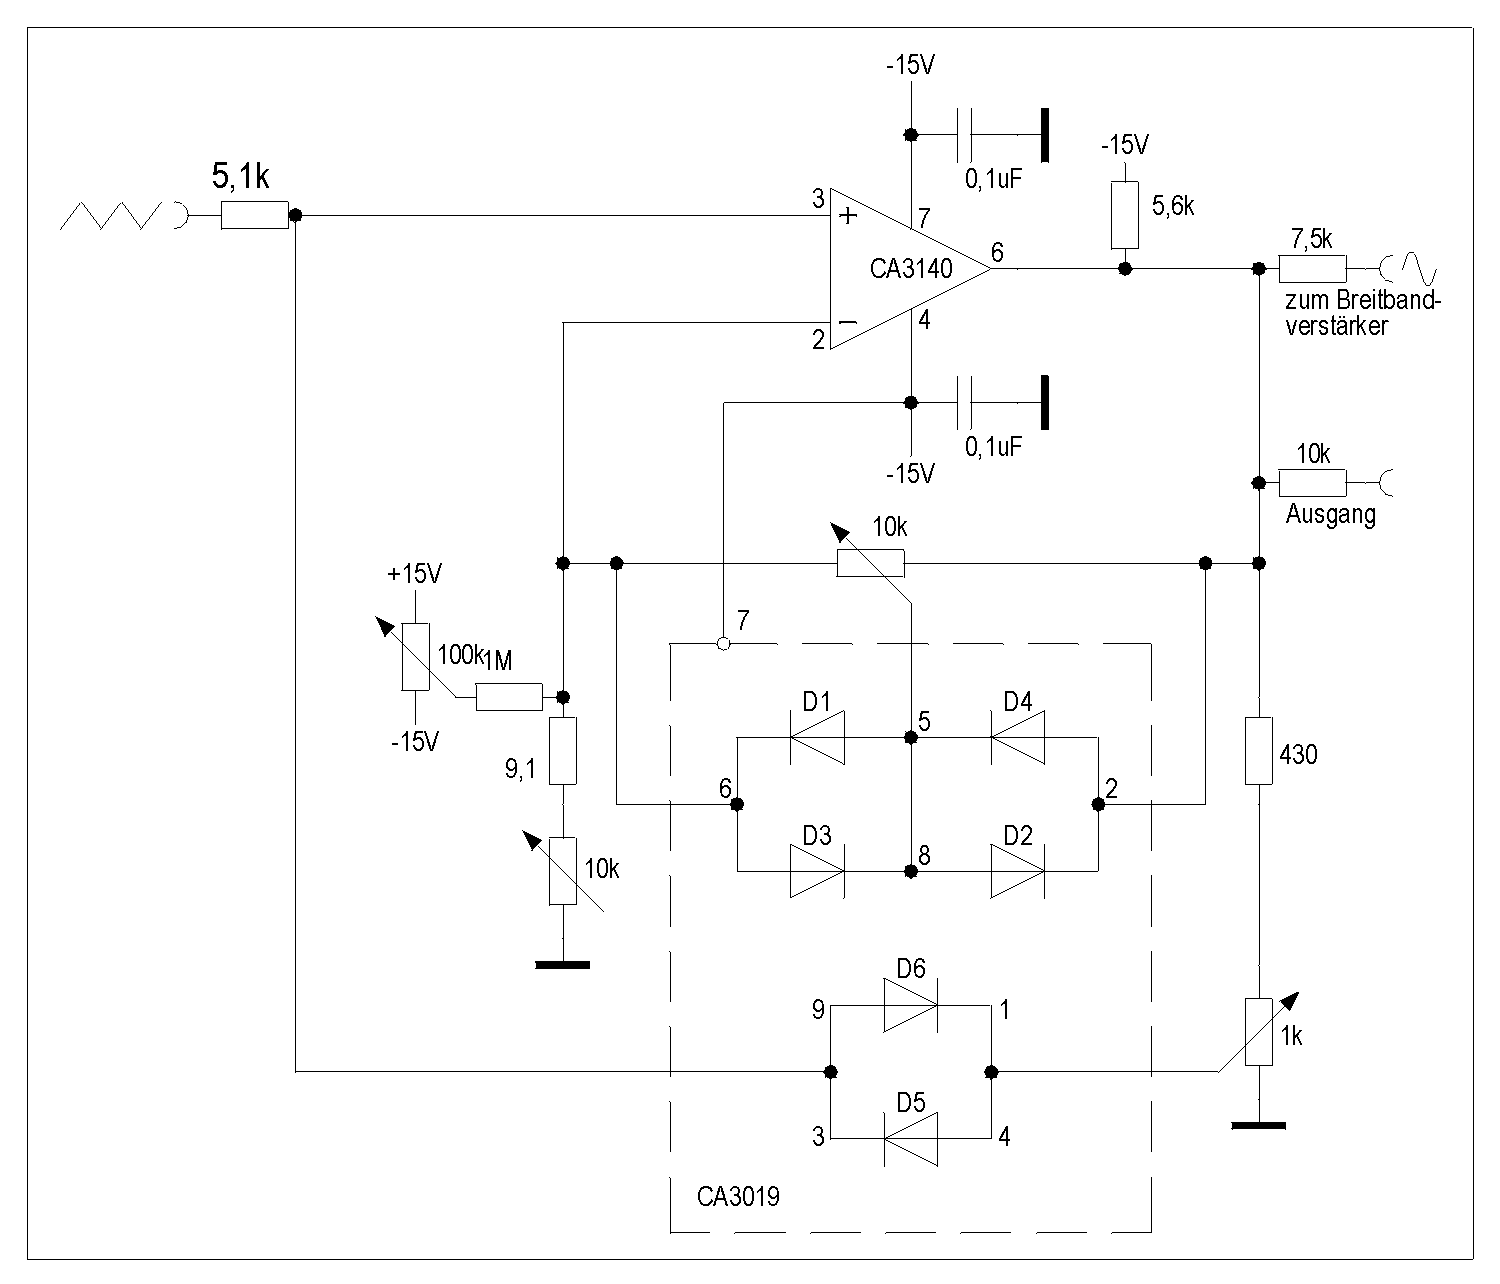 -15V
0,1uF
-15V
5,1k
5,6k
3
+
7
CA3140
6
7,5k
zum Breitband-
verstärker
2
−
4
0,1uF
-15V
10k
Ausgang
10k
+15V
100k
1M
-15V
7
D1
5
D4
9,1
6
2
430
D3
8
D2
10k
D6
9
1
1k
D5
3
4
CA3019